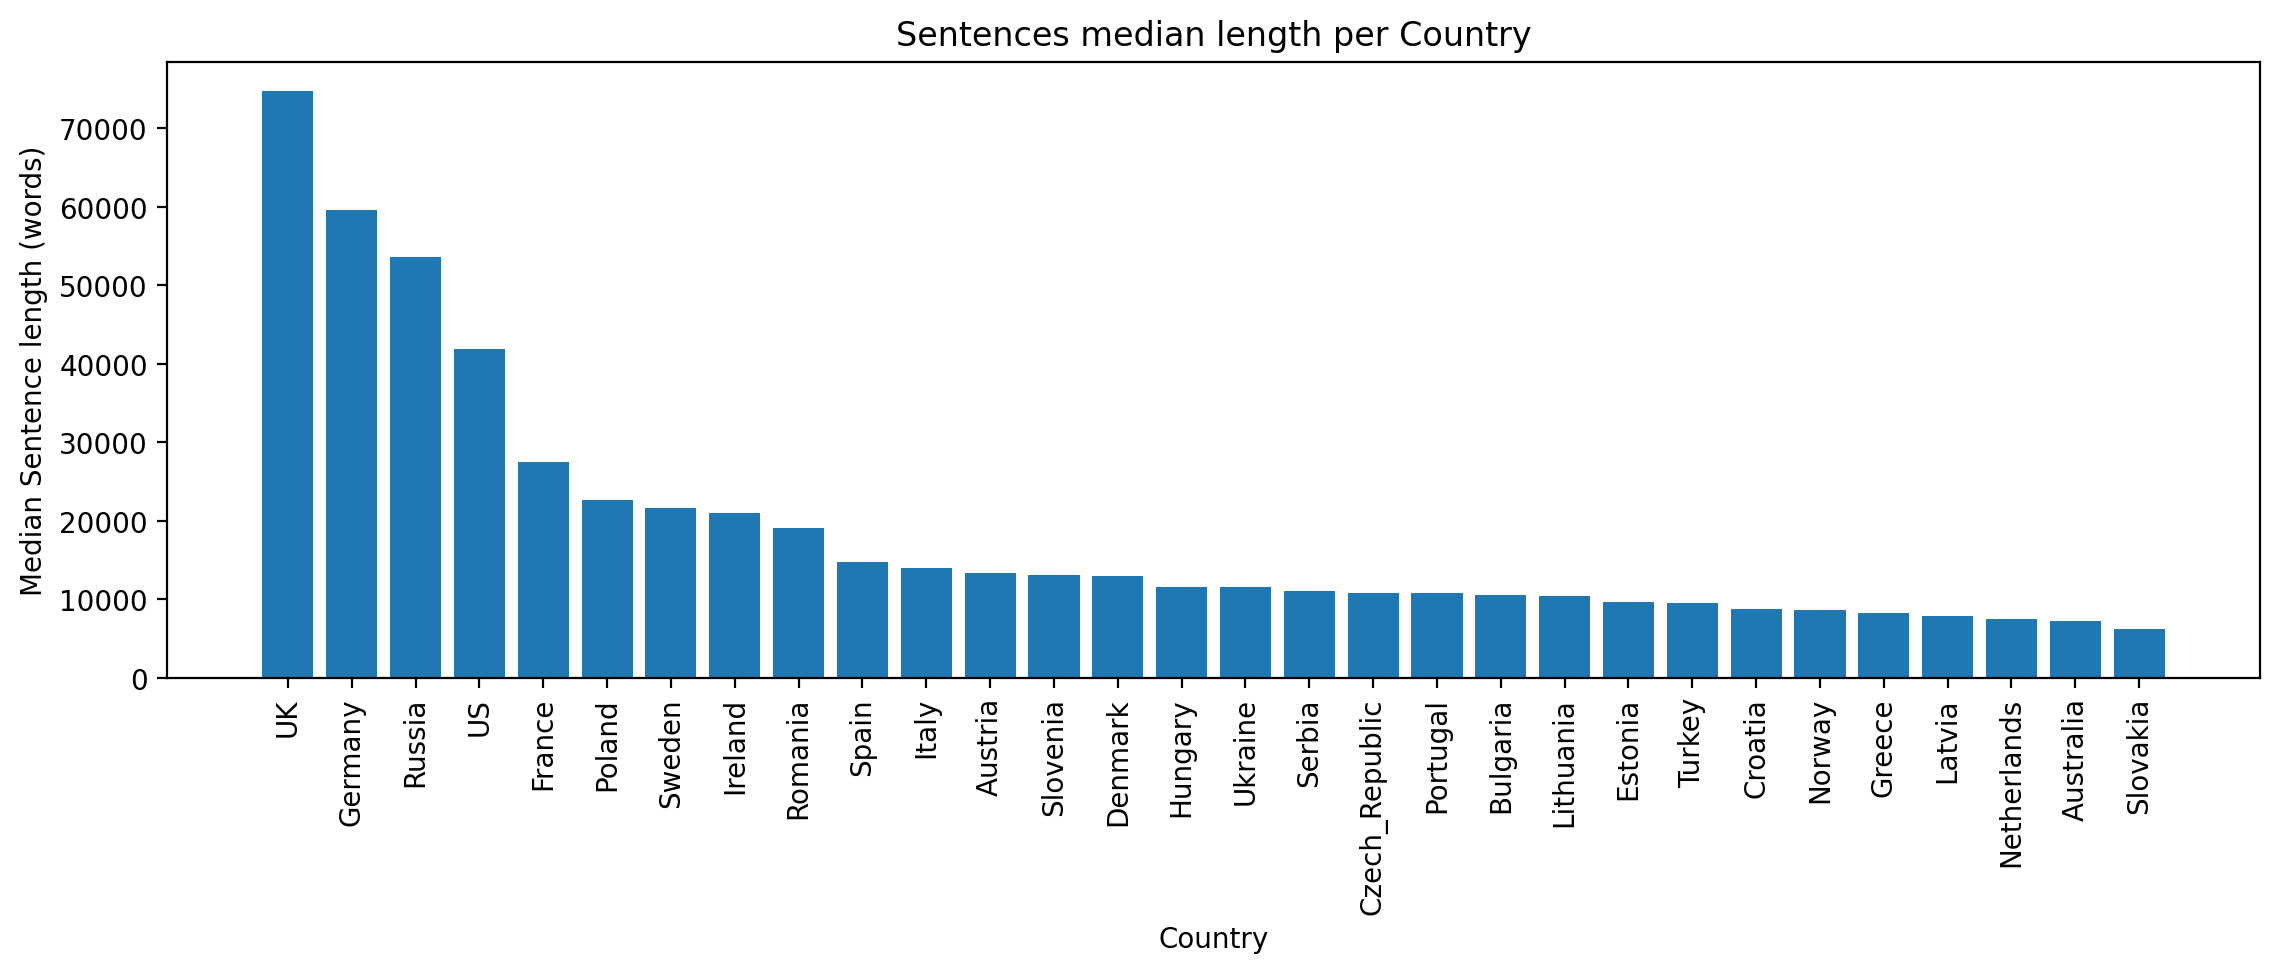 Sentences median length per Country
Median Sentence length (words)
70000
60000
50000
40000
30000
20000
10000
0
UK
Germany
Russia
US
France
Poland
Sweden
Ireland
Romania
Spain
Italy
Austria
Slovenia
Denmark
Hungary
Ukraine
Serbia
Czech_Republic
Portugal
Bulgaria
Lithuania
Estonia
Turkey
Croatia
Norway
Greece
Latvia
Netherlands
Australia
Slovakia
Country